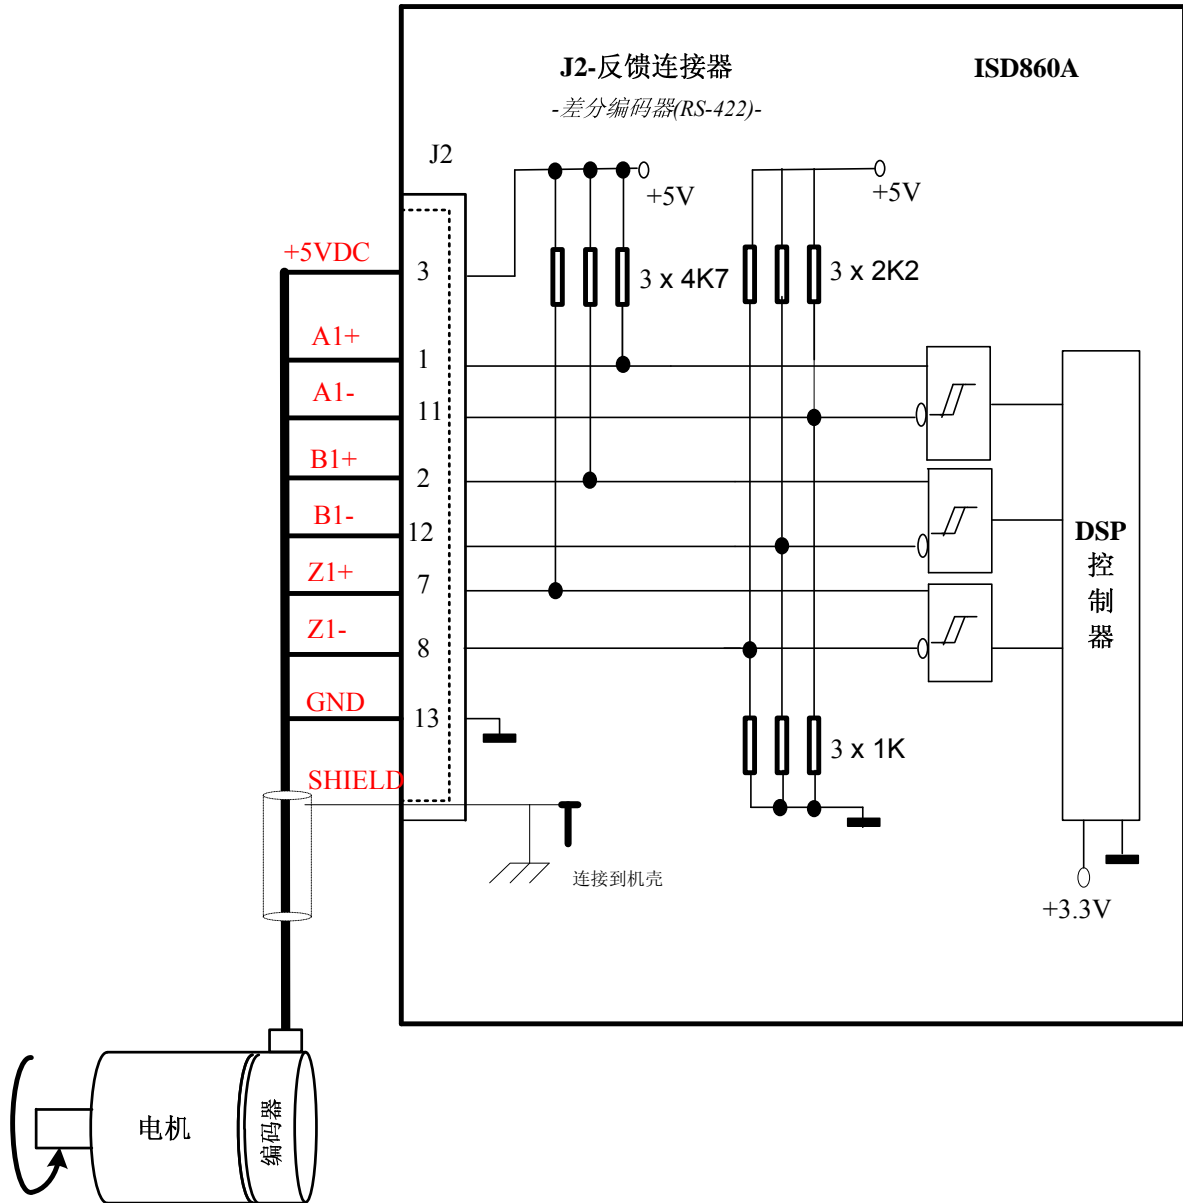 J2-反馈连接器
ISD860A
-差分编码器(RS-422)-
J2
+5V
+5V
+5VDC
3
3 x 4K7
3 x 2K2
A1+
1
A1-
11
B1+
2
B1-
12
DSP
控
制
器
Z1+
7
Z1-
8
GND
13
3 x 1K
SHIELD
连接到机壳
+3.3V
电机
编码器